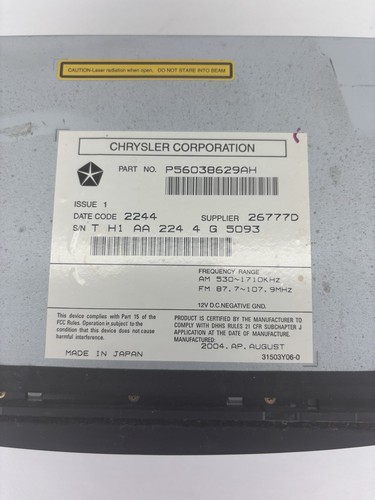 CAUTION-Laser radiation when open, DO NOT STARE INTO BEAM
CHRYSLER CORPORATION
PART NO. P56038629AH
ISSUE 1
DATE CODE 2244 SUPPLIER 26777D
S/N T H1 AA 224 4 G 5093
FREQUENCY RANGE
AM 530~1710KHz
FM 87.7~107.9MHz
12V D.C.NEGATIVE GND.
This device complies with Part 15 of the
FCC Rules. Operation in subject to the
condition that this device does not cause
harmful interference.
MADE IN JAPAN
PRODUCT IS CERTIFIED BY THE MANUFACTURER TO
COMPLY WITH DHHS RULES 21 CFR SUBCHAPTER J
APPLICATION AT DATE OF MANUFACTURE.
MANUFACTURED:
2004.AP.AUGUST
31503Y06-0